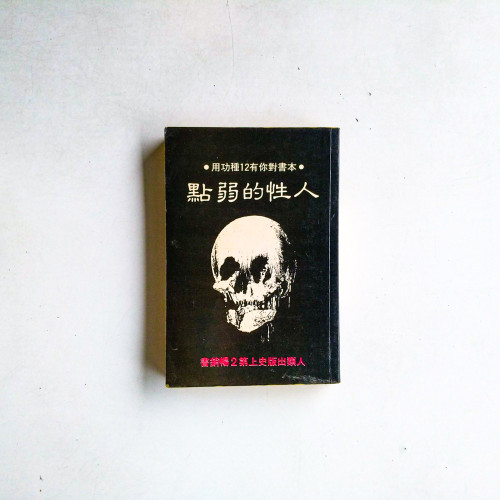 ●本書對你有12種功用●
人性的弱點
人類出版史上第2暢銷書